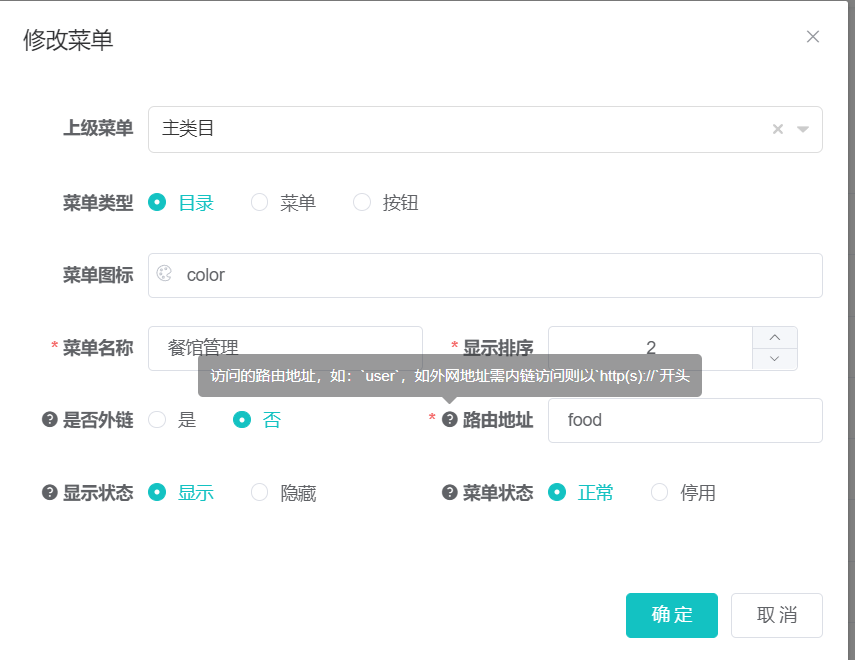 修改菜单
上级菜单 主类目
菜单类型 目录 菜单 按钮
菜单图标 color
* 菜单名称 餐馆管理 * 显示排序 2
访问的路由地址，如：`user`，如外网地址需内链访问则以`http(s)://`开头
是否外链 是 否 * 路由地址 food
显示状态 显示 隐藏 菜单状态 正常 停用
确定 取消